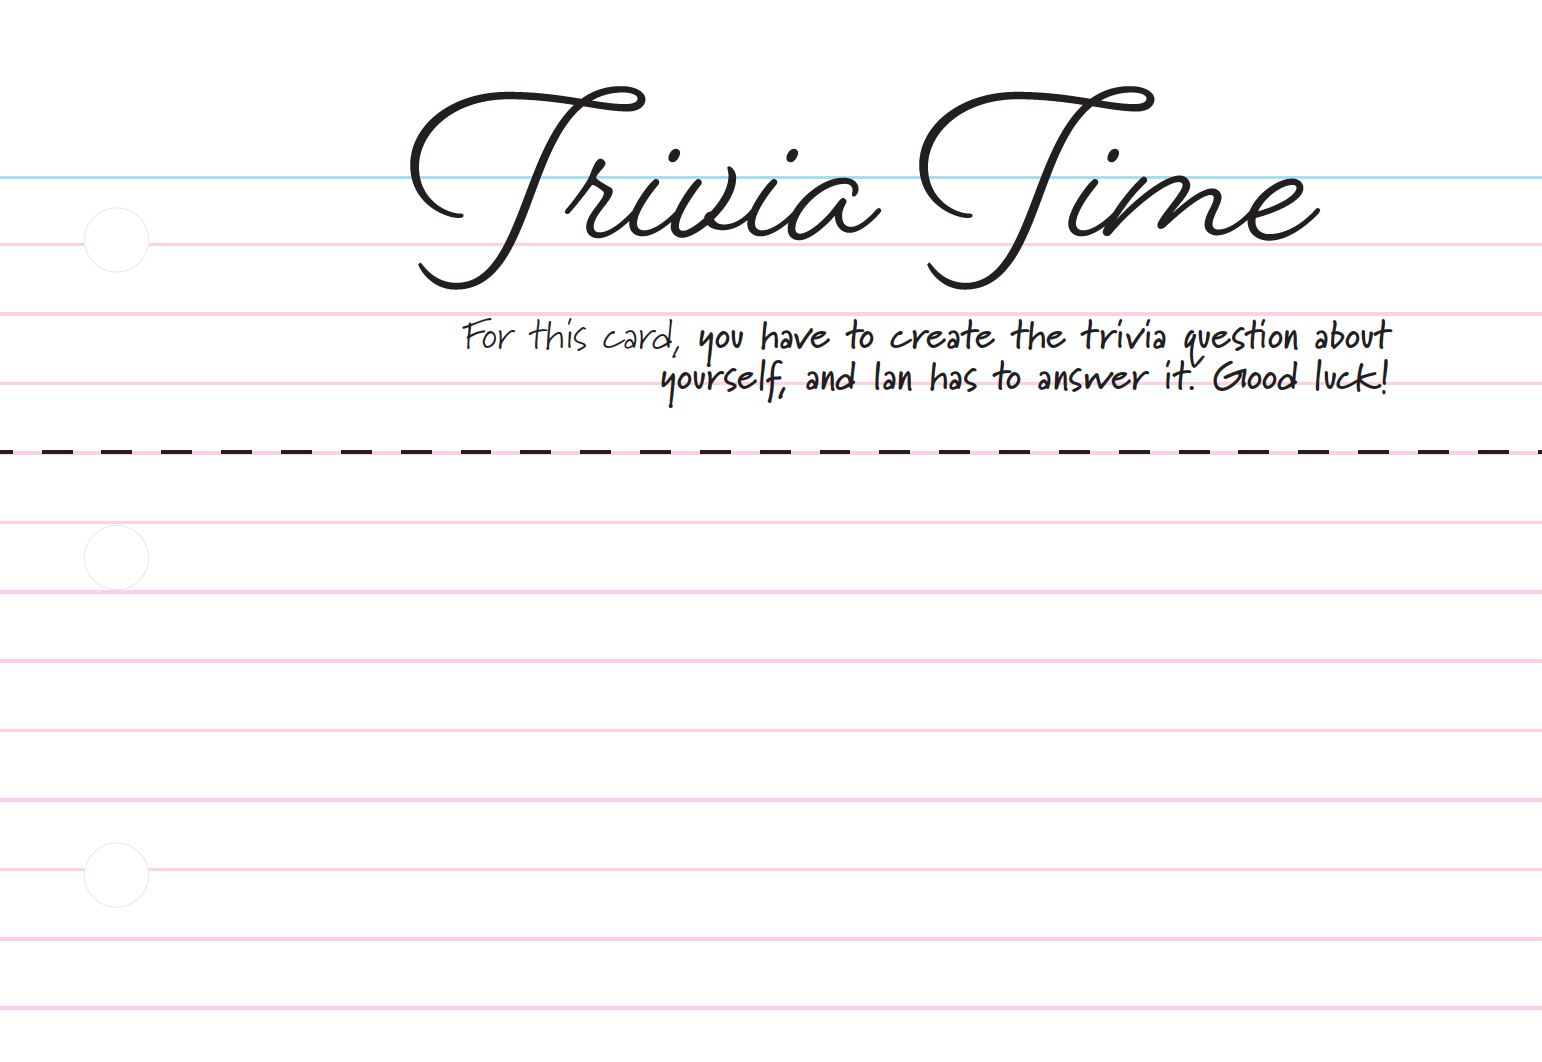 Trivia Time
For this card, you have to create the trivia question about
yourself, and Ian has to answer it. Good luck!